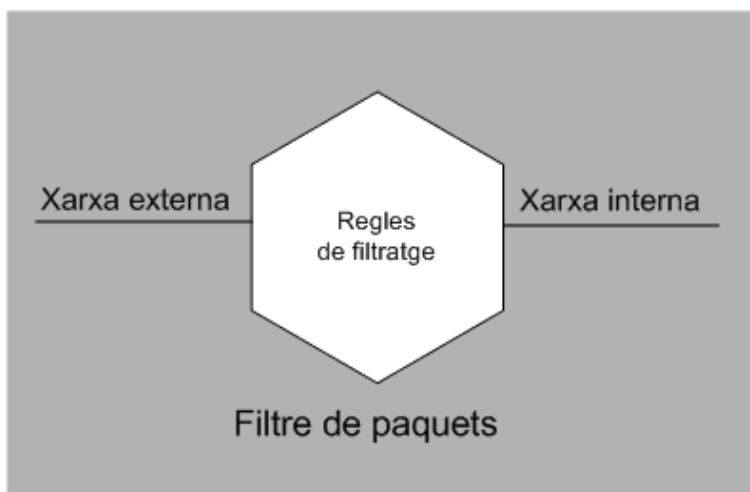 Xarxa externa
Regles
de filtratge
Xarxa interna
Filtre de paquets